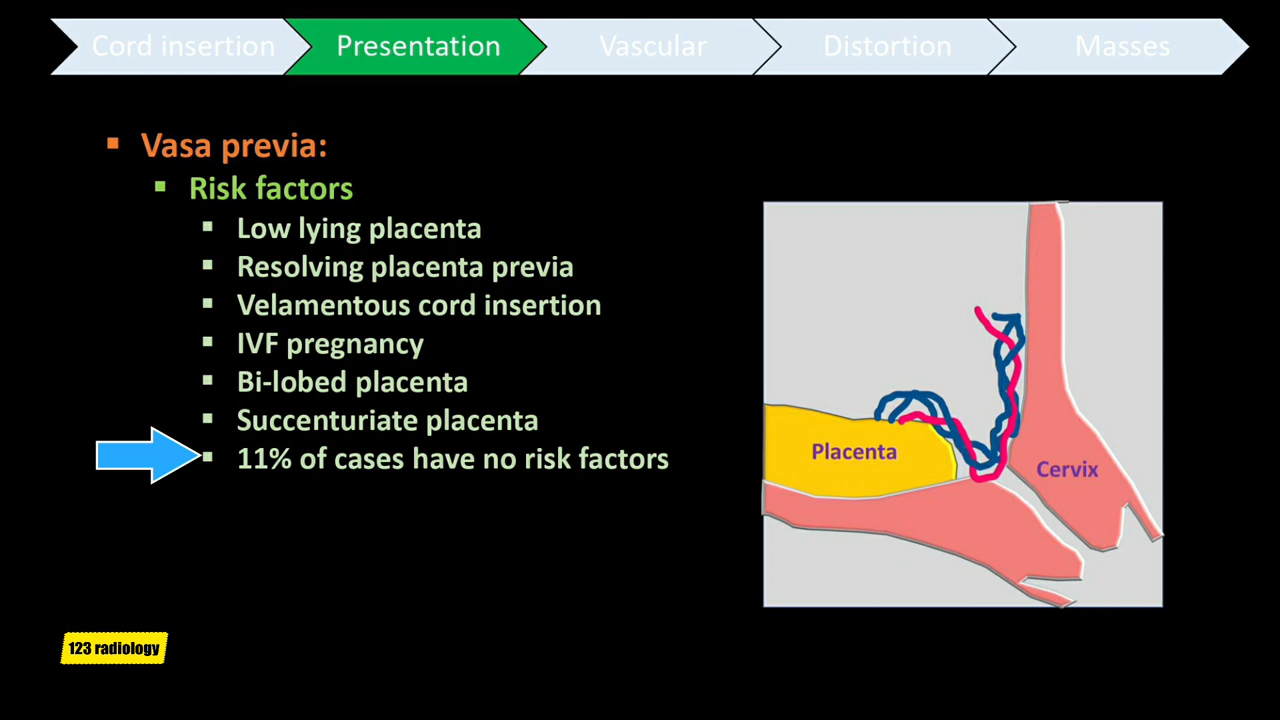 Cord insertion
Presentation
Vascular
Distortion
Masses
Vasa previa:
Risk factors
Low lying placenta
Resolving placenta previa
Velamentous cord insertion
IVF pregnancy
Bi-lobed placenta
Succenturiate placenta
11% of cases have no risk factors
Placenta
Cervix
123 radiology